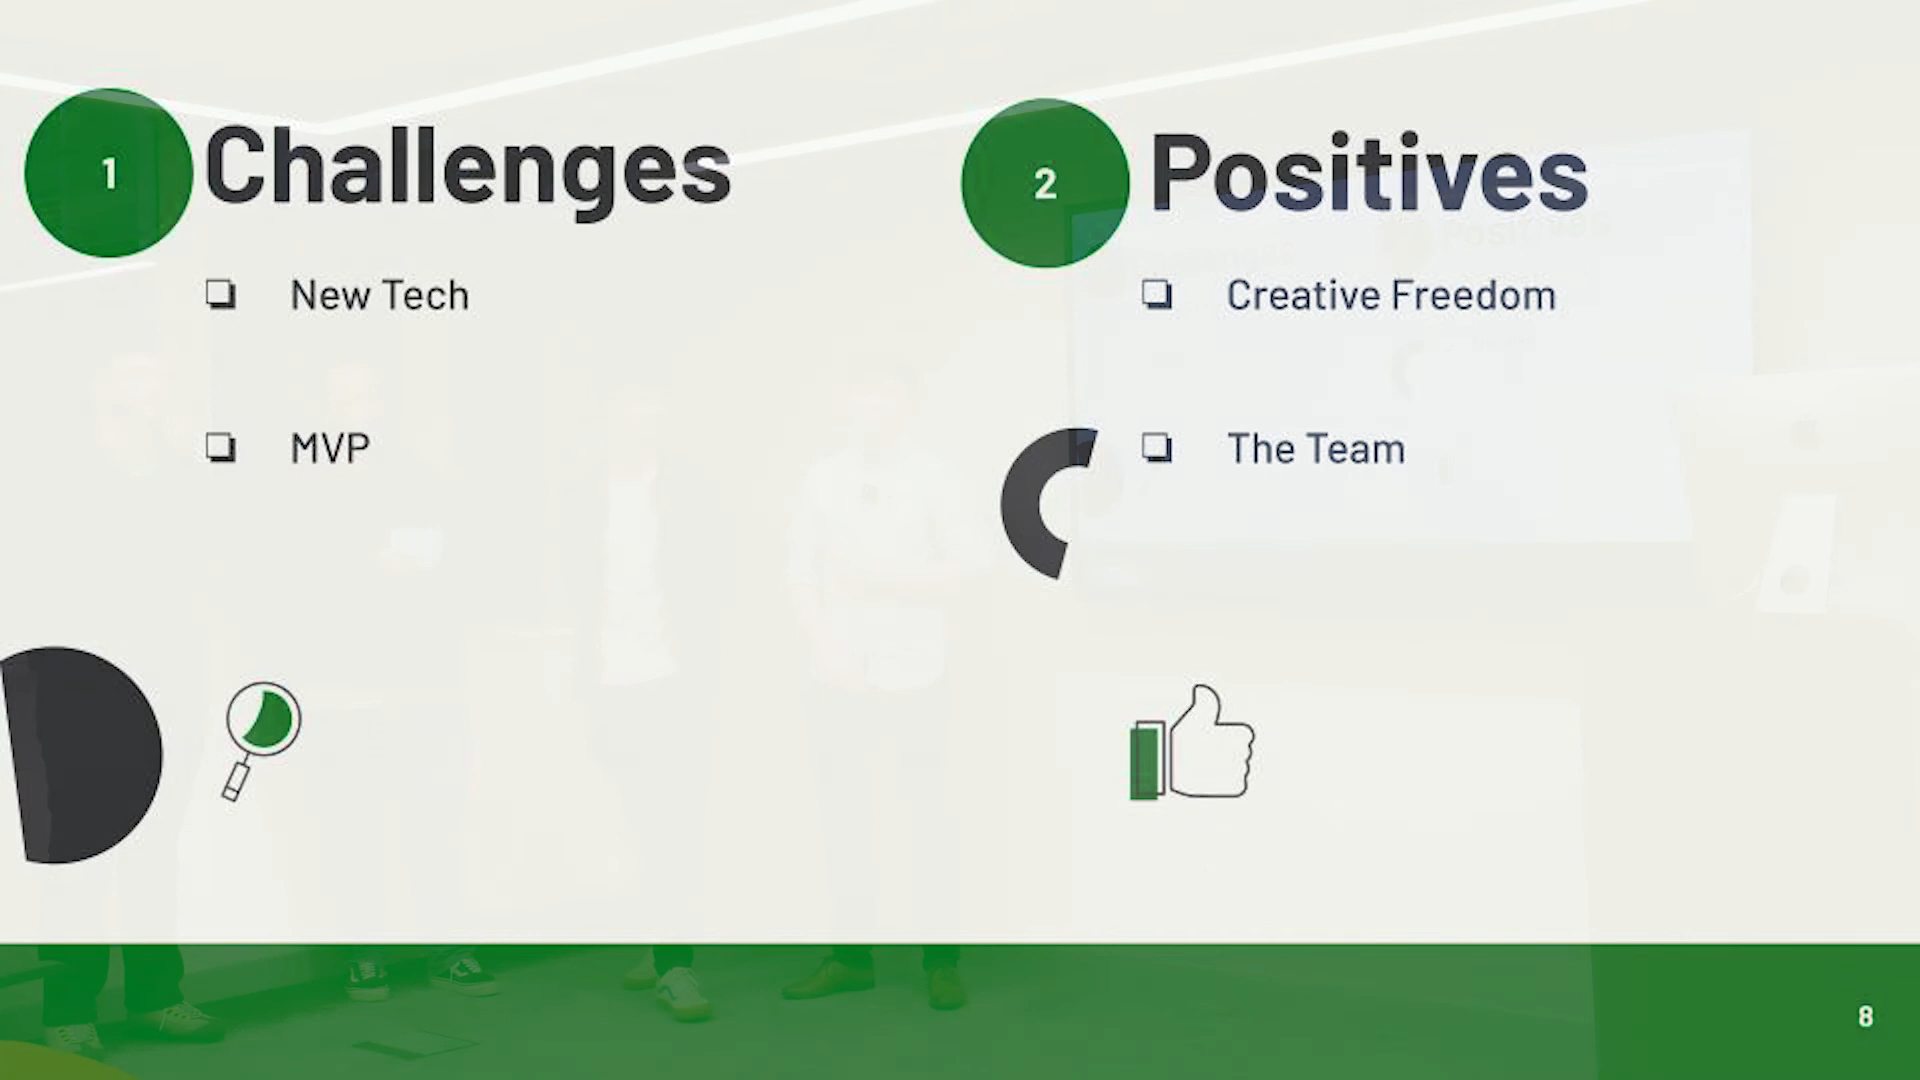 1
Challenges
New Tech
MVP
2
Positives
Creative Freedom
The Team
8